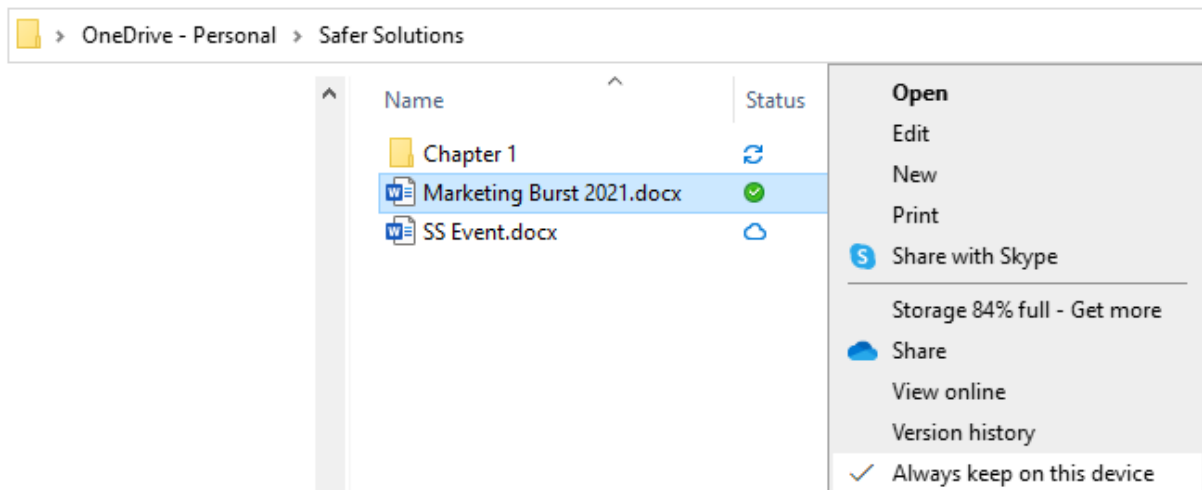 OneDrive - Personal > Safer Solutions
Name Status
Chapter 1
Marketing Burst 2021.docx
SS Event.docx
Open
Edit
New
Print
Share with Skype
Storage 84% full - Get more
Share
View online
Version history
Always keep on this device